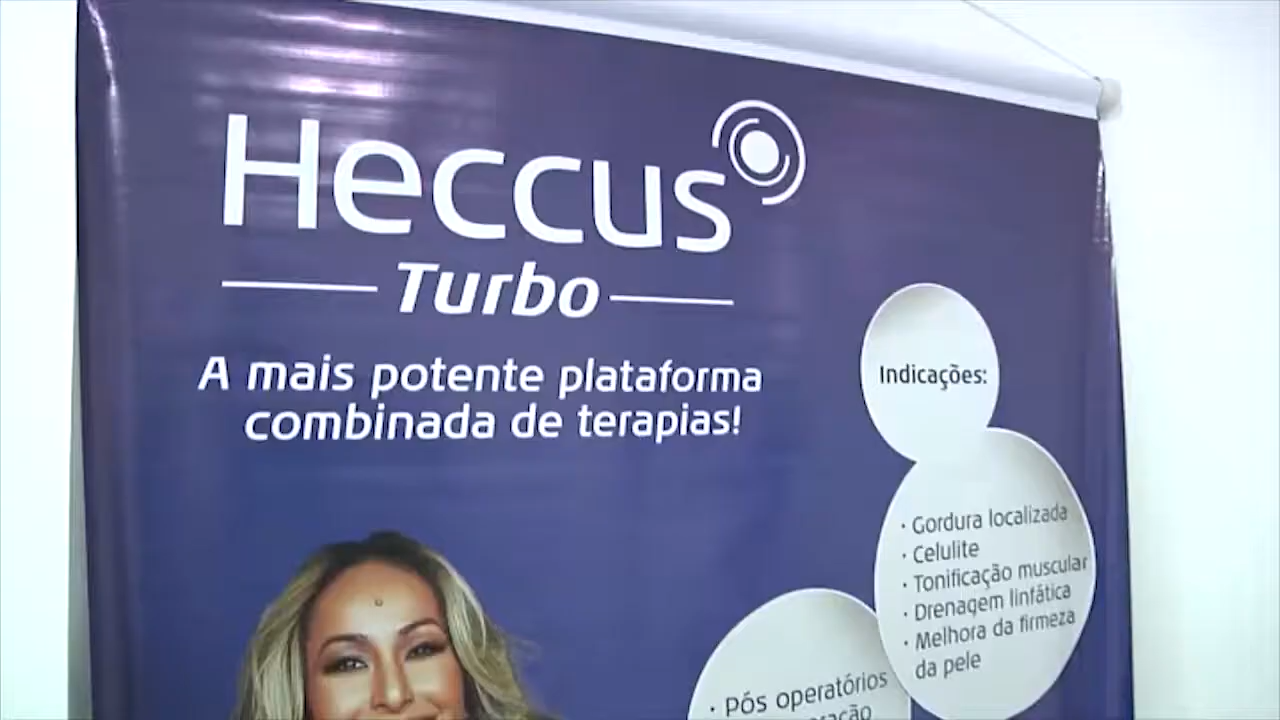 Heccus
Turbo
A mais potente plataforma
combinada de terapias!
Indicações:
· Gordura localizada
· Celulite
· Tonificação muscular
· Drenagem linfática
· Melhora da firmeza
da pele
· Pós operatórios